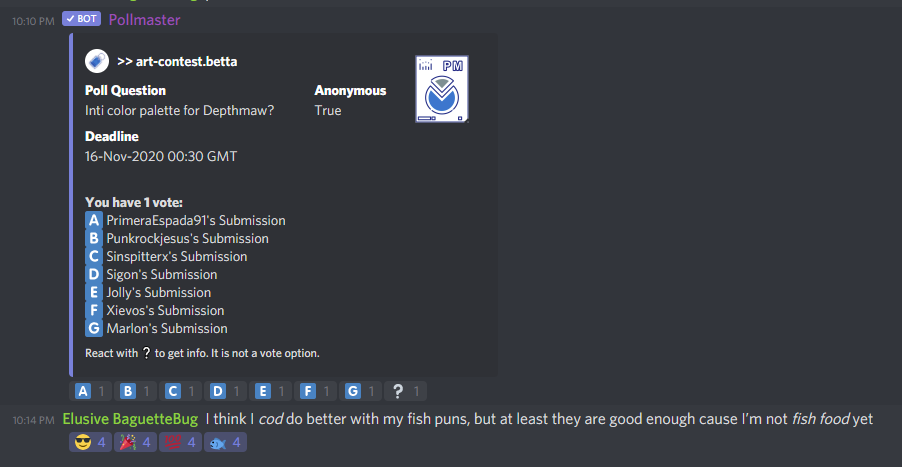 10:10 PM ✓ BOT Pollmaster
>> art-contest.betta
PM
Poll Question Anonymous
Inti color palette for Depthmaw? True
Deadline
16-Nov-2020 00:30 GMT
You have 1 vote:
A PrimeraEspada91's Submission
B Punkrockjesus's Submission
C Sinspitterx's Submission
D Sigon's Submission
E Jolly's Submission
F Xievos's Submission
G Marlon's Submission
React with ? to get info. It is not a vote option.
A 1 B 1 C 1 D 1 E 1 F 1 G 1 ? 1
10:14 PM Elusive BaguetteBug I think I cod do better with my fish puns, but at least they are good enough cause I'm not fish food yet
😎 4 🎉 4 💯 4 🐟 4